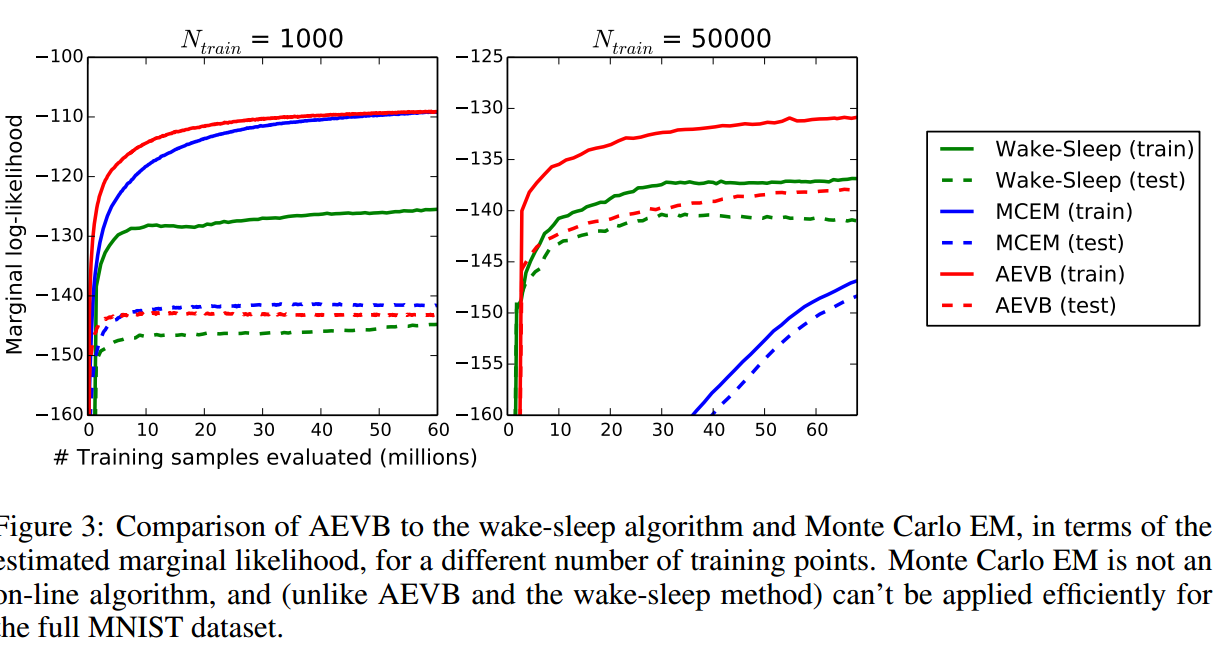 N_train = 1000
N_train = 50000
−100
−110
−120
−130
−140
−150
−160
Marginal log-likelihood
0 10 20 30 40 50 60
# Training samples evaluated (millions)
−125
−130
−135
−140
−145
−150
−155
−160
0 10 20 30 40 50 60
Wake-Sleep (train)
Wake-Sleep (test)
MCEM (train)
MCEM (test)
AEVB (train)
AEVB (test)
Figure 3: Comparison of AEVB to the wake-sleep algorithm and Monte Carlo EM, in terms of the
estimated marginal likelihood, for a different number of training points. Monte Carlo EM is not an
on-line algorithm, and (unlike AEVB and the wake-sleep method) can't be applied efficiently for
the full MNIST dataset.